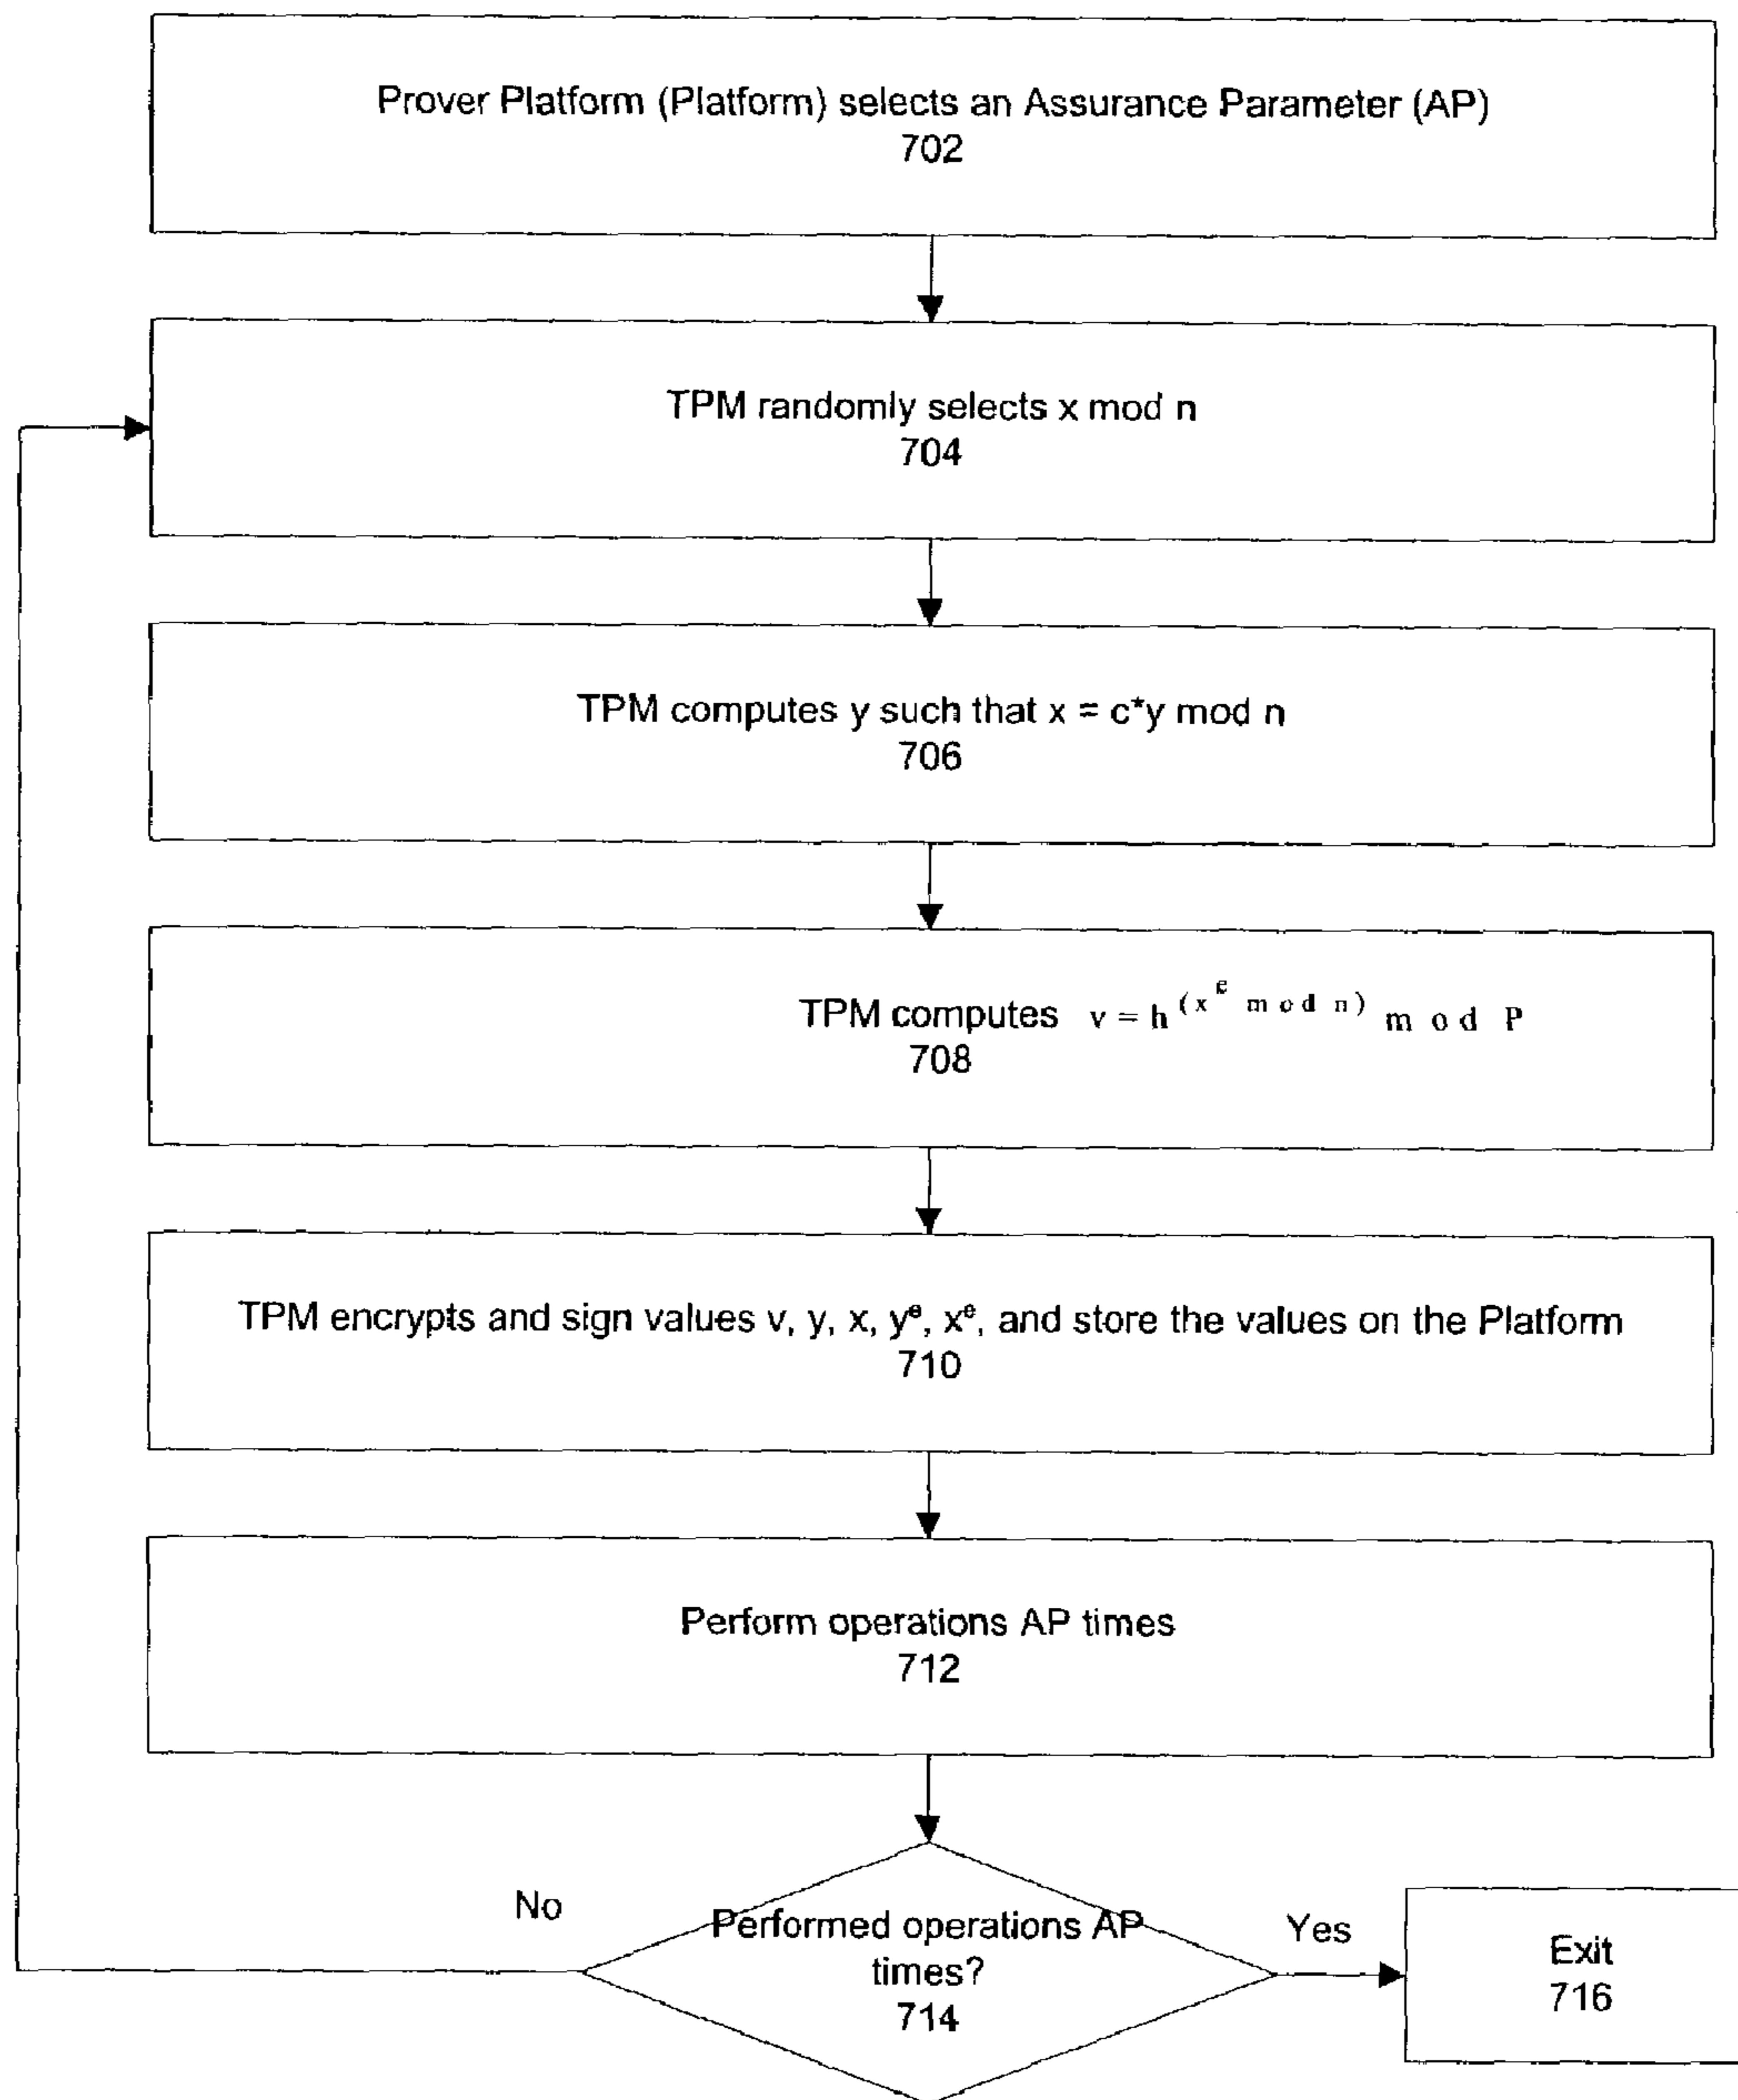 Prover Platform (Platform) selects an Assurance Parameter (AP)
702
TPM randomly selects x mod n
704
TPM computes y such that x = c*y mod n
706
TPM computes v = h^(x^e mod n) mod P
708
TPM encrypts and sign values v, y, x, yᵉ, xᵉ, and store the values on the Platform
710
Perform operations AP times
712
No
Performed operations AP
times?
714
Yes
Exit
716